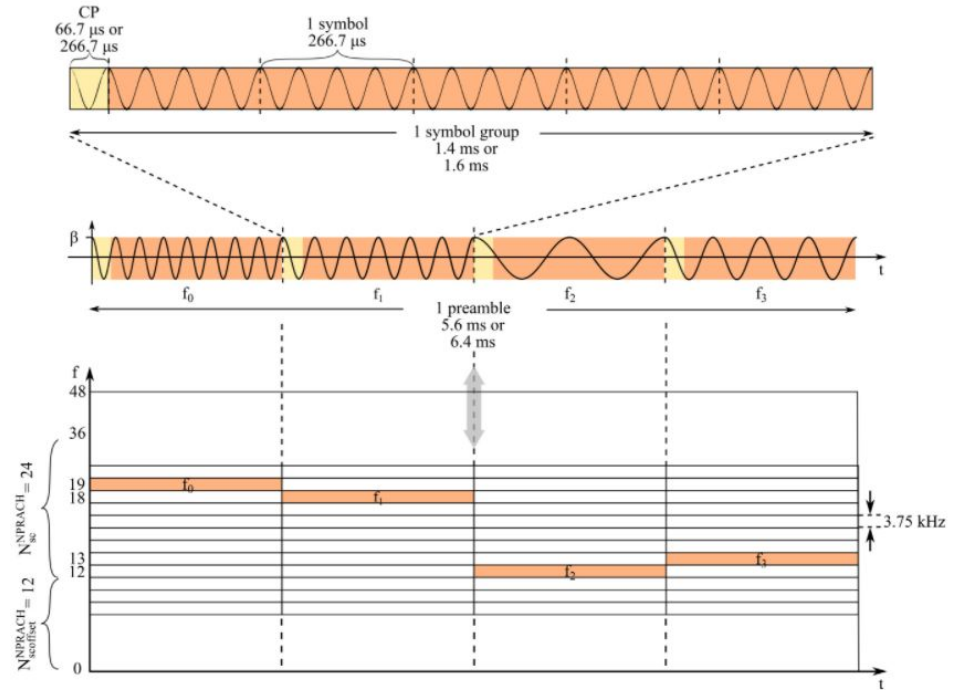 CP
66.7 μs or
266.7 μs
1 symbol
266.7 μs
1 symbol group
1.4 ms or
1.6 ms
β
t
f₀ f₁ f₂ f₃
1 preamble
5.6 ms or
6.4 ms
f
48
36
19 f₀
18 f₁
3.75 kHz
13 f₃
12 f₂
0
t
N_sc^NPRACH = 24
N_scoffset^NPRACH = 12